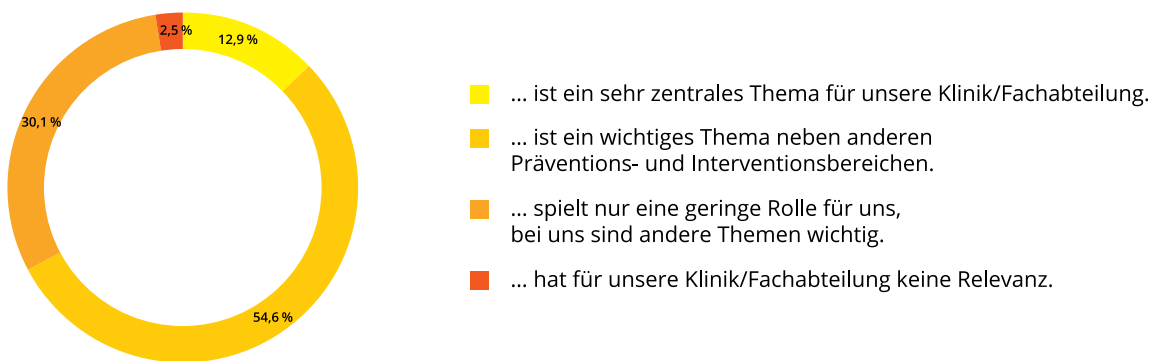 2,5 %
12,9 %
30,1 %
54,6 %
... ist ein sehr zentrales Thema für unsere Klinik/Fachabteilung.
... ist ein wichtiges Thema neben anderen
Präventions- und Interventionsbereichen.
... spielt nur eine geringe Rolle für uns,
bei uns sind andere Themen wichtig.
... hat für unsere Klinik/Fachabteilung keine Relevanz.